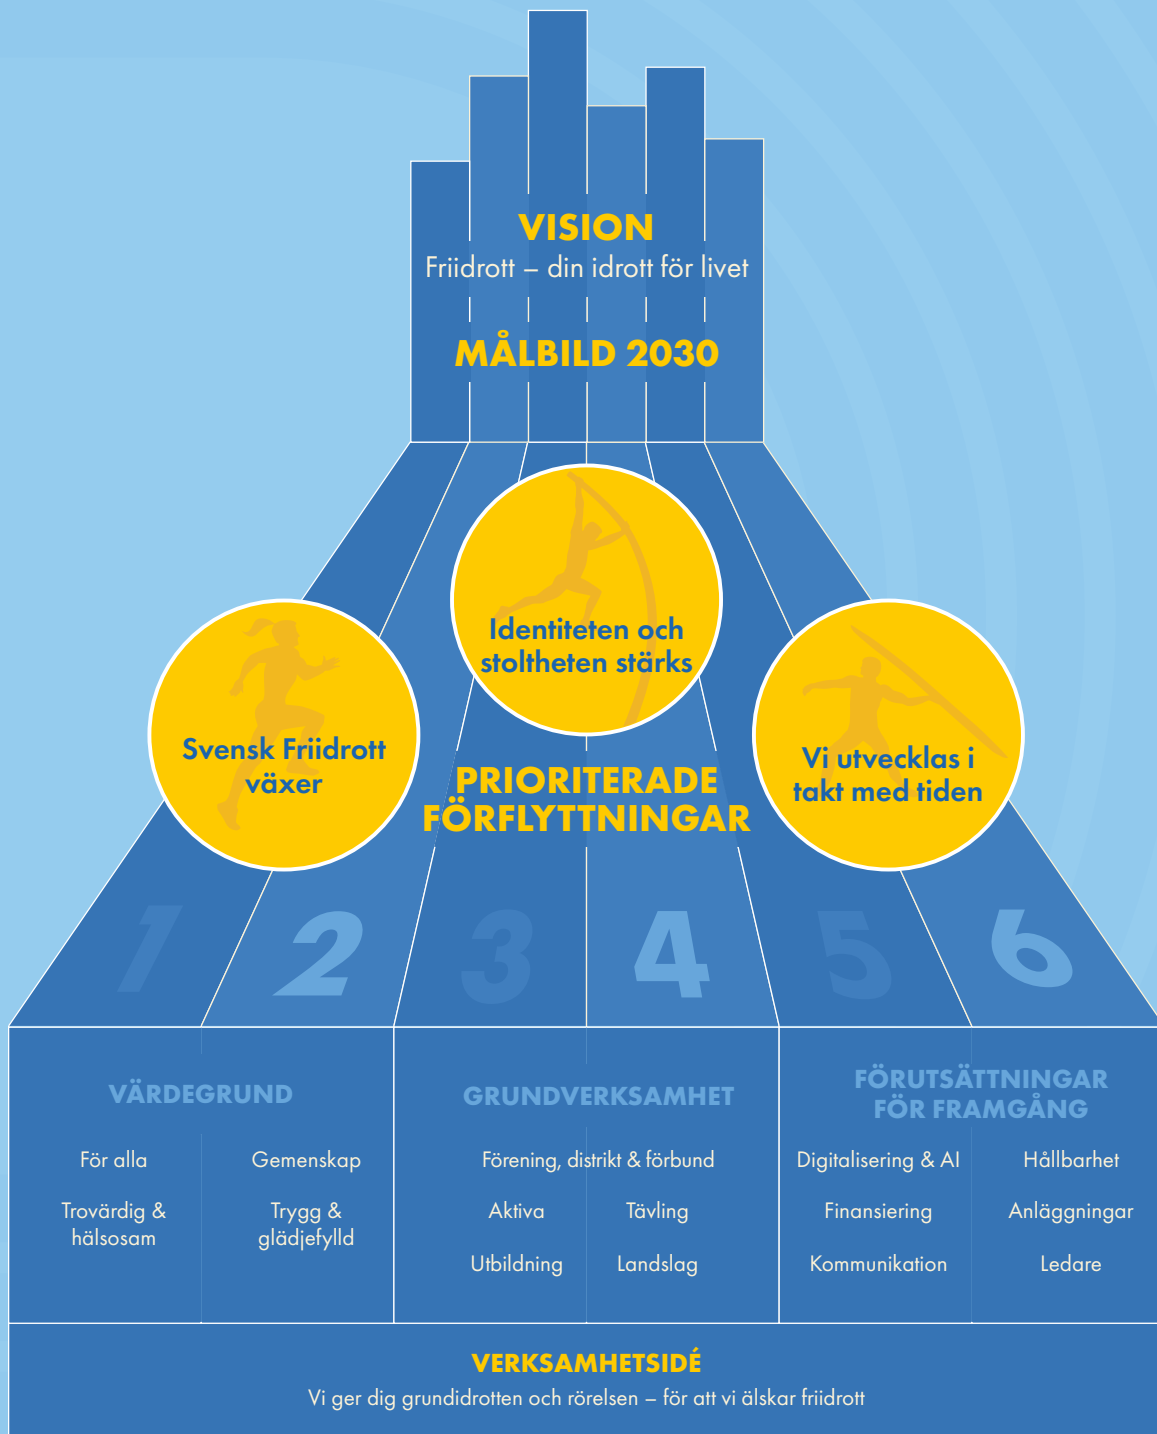 VISION
Friidrott – din idrott för livet
MÅLBILD 2030
Identiteten och
stoltheten stärks
Svensk Friidrott
växer
Vi utvecklas i
takt med tiden
PRIORITERADE
FÖRFLYTTNINGAR
1 2 3 4 5 6
VÄRDEGRUND
För alla
Gemenskap
Trovärdig &
hälsosam
Trygg &
glädjefylld
GRUNDVERKSAMHET
Förening, distrikt & förbund
Aktiva
Tävling
Utbildning
Landslag
FÖRUTSÄTTNINGAR
FÖR FRAMGÅNG
Digitalisering & AI
Hållbarhet
Finansiering
Anläggningar
Kommunikation
Ledare
VERKSAMHETSIDÉ
Vi ger dig grundidrotten och rörelsen – för att vi älskar friidrott